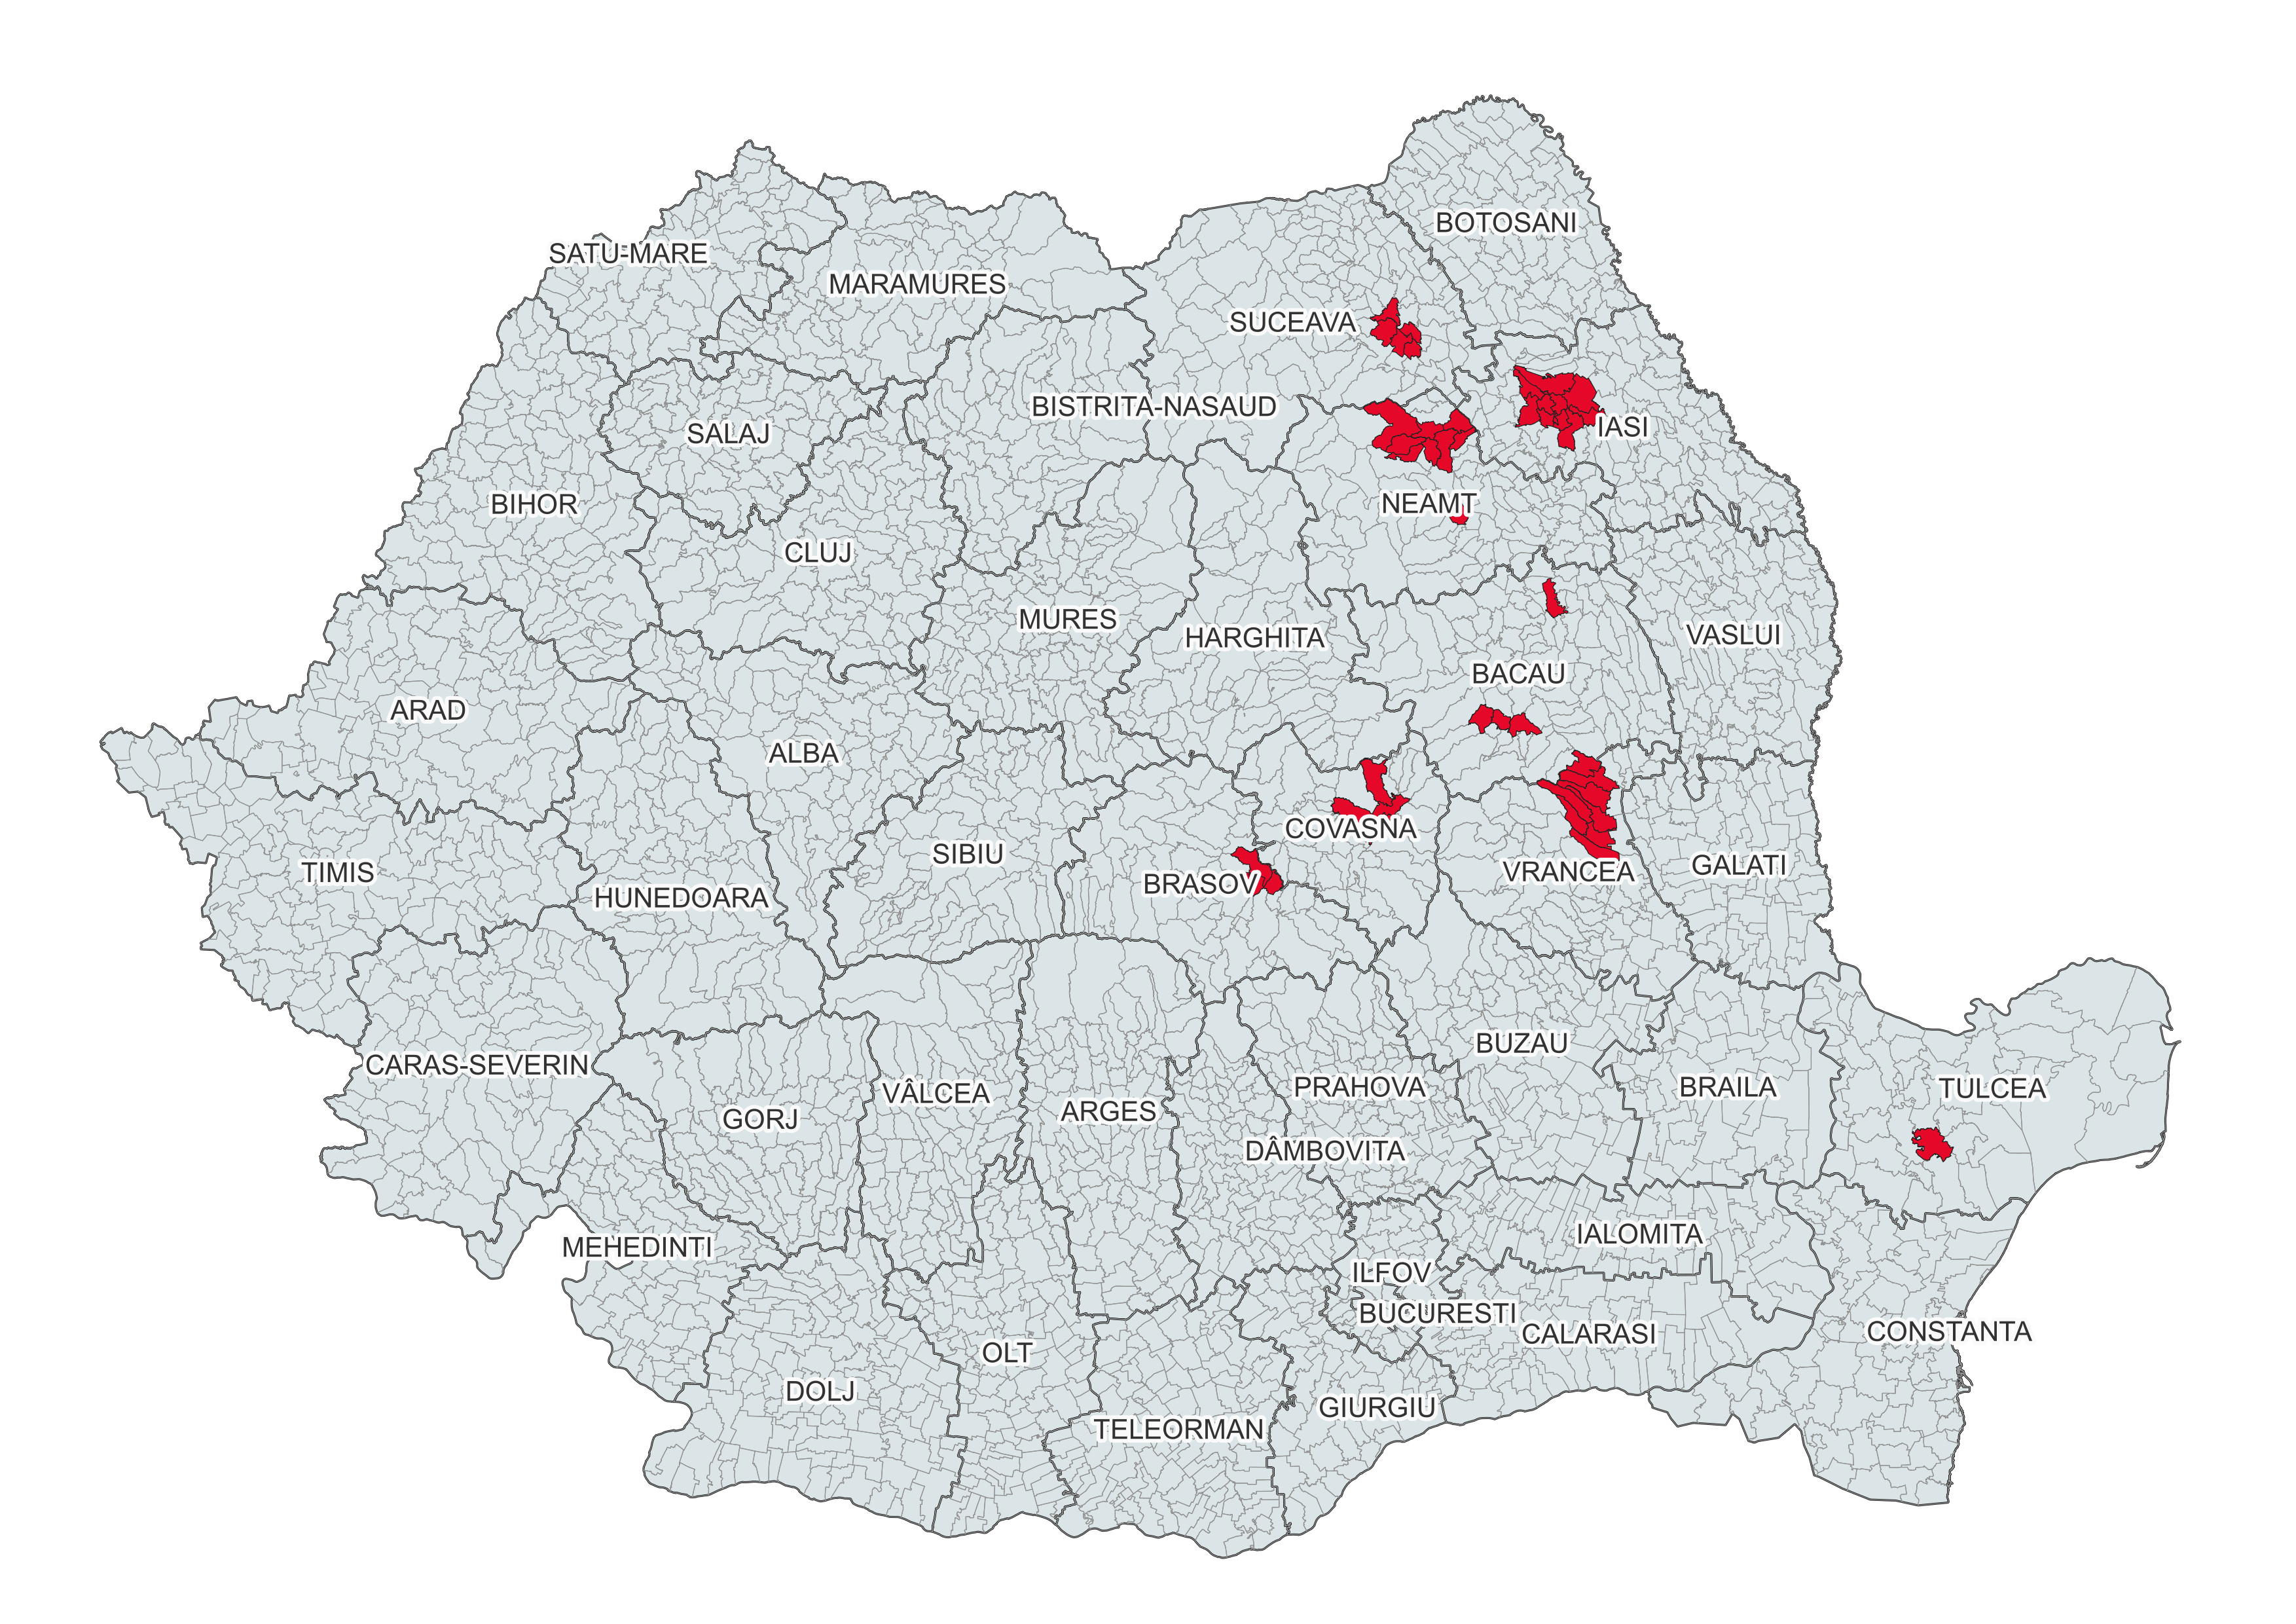 BOTOSANI
SATU-MARE
MARAMURES
SUCEAVA
BISTRITA-NASAUD
IASI
SALAJ
BIHOR
NEAMT
CLUJ
MURES
HARGHITA
VASLUI
BACAU
ARAD
ALBA
COVASNA
SIBIU
GALATI
TIMIS
VRANCEA
BRASOV
HUNEDOARA
BUZAU
CARAS-SEVERIN
PRAHOVA
BRAILA
TULCEA
VÂLCEA
ARGES
GORJ
DÂMBOVITA
IALOMITA
MEHEDINTI
ILFOV
BUCURESTI
CALARASI
CONSTANTA
OLT
DOLJ
GIURGIU
TELEORMAN